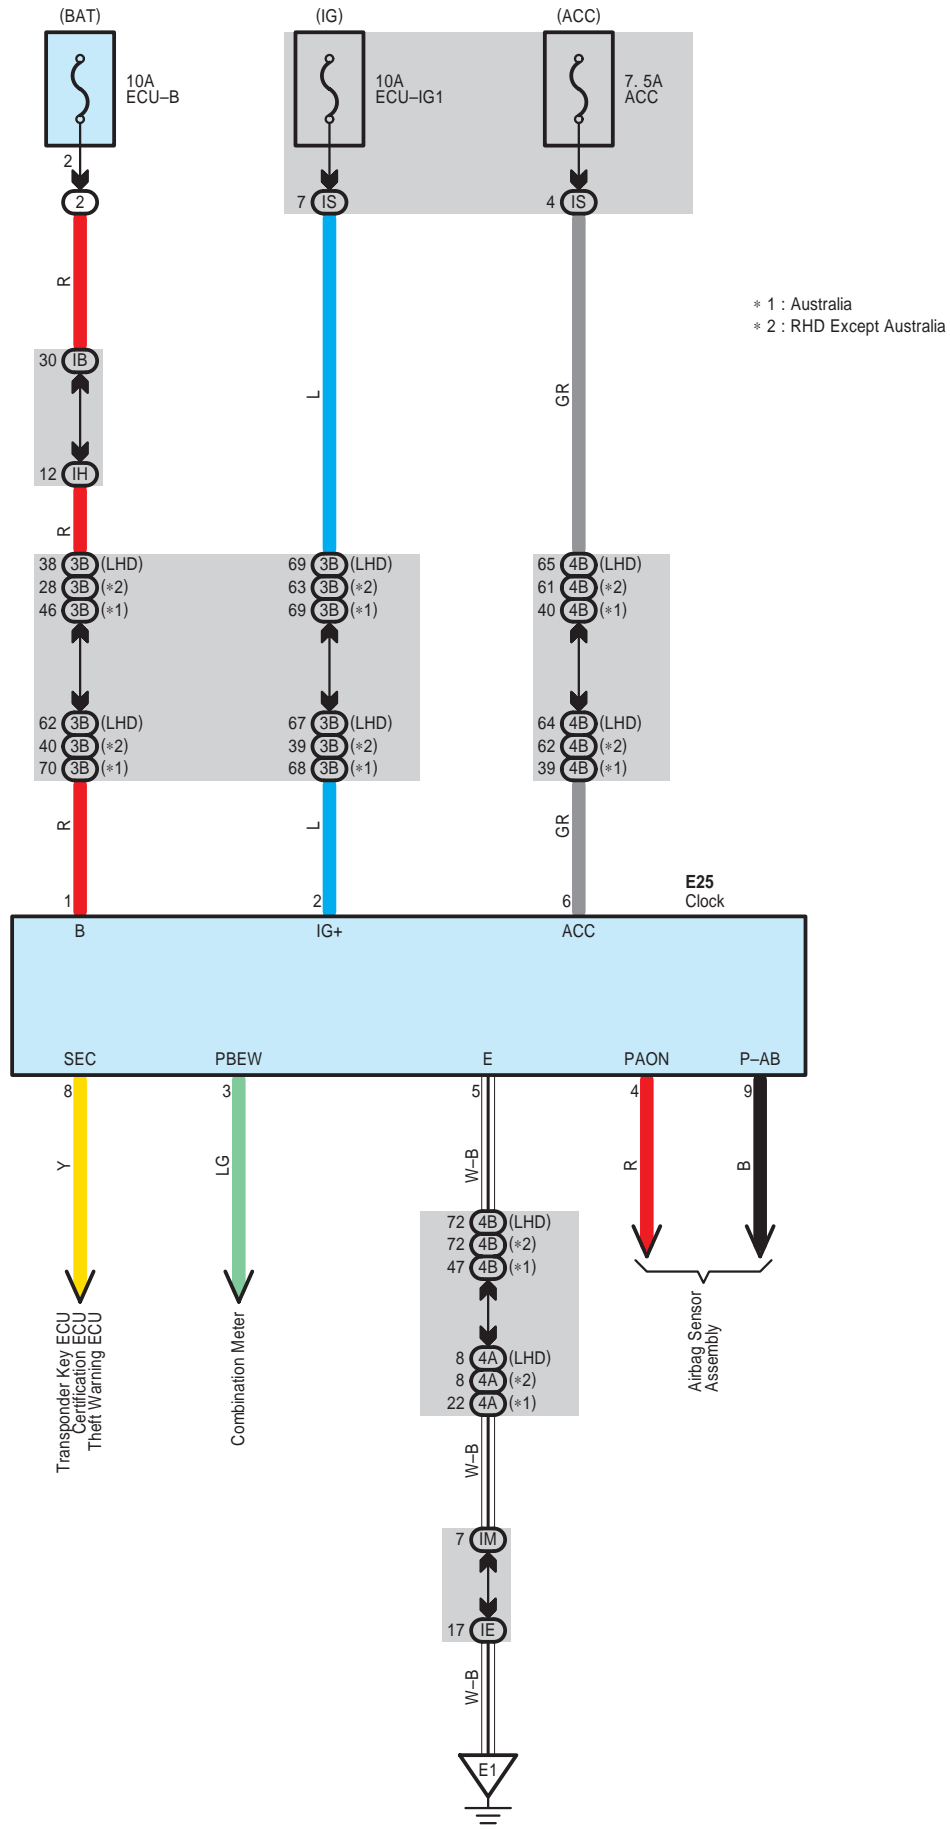 (BAT) (IG) (ACC)
10A
ECU–B
10A
ECU–IG1
7. 5A
ACC
2
2
7 IS
4 IS
R
L
GR
∗ 1 : Australia
∗ 2 : RHD Except Australia
30 IB
12 IH
R
38 3B (LHD)
28 3B (∗2)
46 3B (∗1)
69 3B (LHD)
63 3B (∗2)
69 3B (∗1)
65 4B (LHD)
61 4B (∗2)
40 4B (∗1)
62 3B (LHD)
40 3B (∗2)
70 3B (∗1)
67 3B (LHD)
39 3B (∗2)
68 3B (∗1)
64 4B (LHD)
62 4B (∗2)
39 4B (∗1)
R
L
GR
E25
Clock
1 2 6
B IG+ ACC
SEC PBEW E PAON P–AB
8 3 5 4 9
Y
LG
W–B
R
B
72 4B (LHD)
72 4B (∗2)
47 4B (∗1)
8 4A (LHD)
8 4A (∗2)
22 4A (∗1)
Transponder Key ECU
Certification ECU
Theft Warning ECU
Combination Meter
Airbag Sensor
Assembly
W–B
7 IM
17 IE
W–B
E1